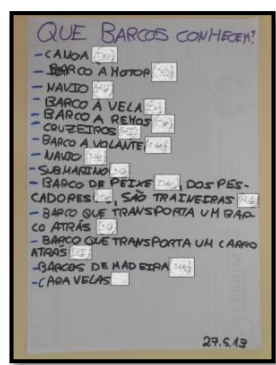 QUE BARCOS CONHECEM?
- CANOA
- BARCO A MOTOR
- NAVIO
- BARCO À VELA
- BARCO A REMOS
- CRUZEIROS
- BARCO A VOLANTE
- NAVIO
- SUBMARINO
- BARCO DE PEIXE , DOS PES-
CADORES , SÃO TRAINEIRAS
- BARCO QUE TRANSPORTA UM BAR-
CO ATRÁS
- BARCO QUE TRANSPORTA UM CARRO
ATRÁS
- BARCOS DE MADEIRA
- CARAVELAS
27.5.13